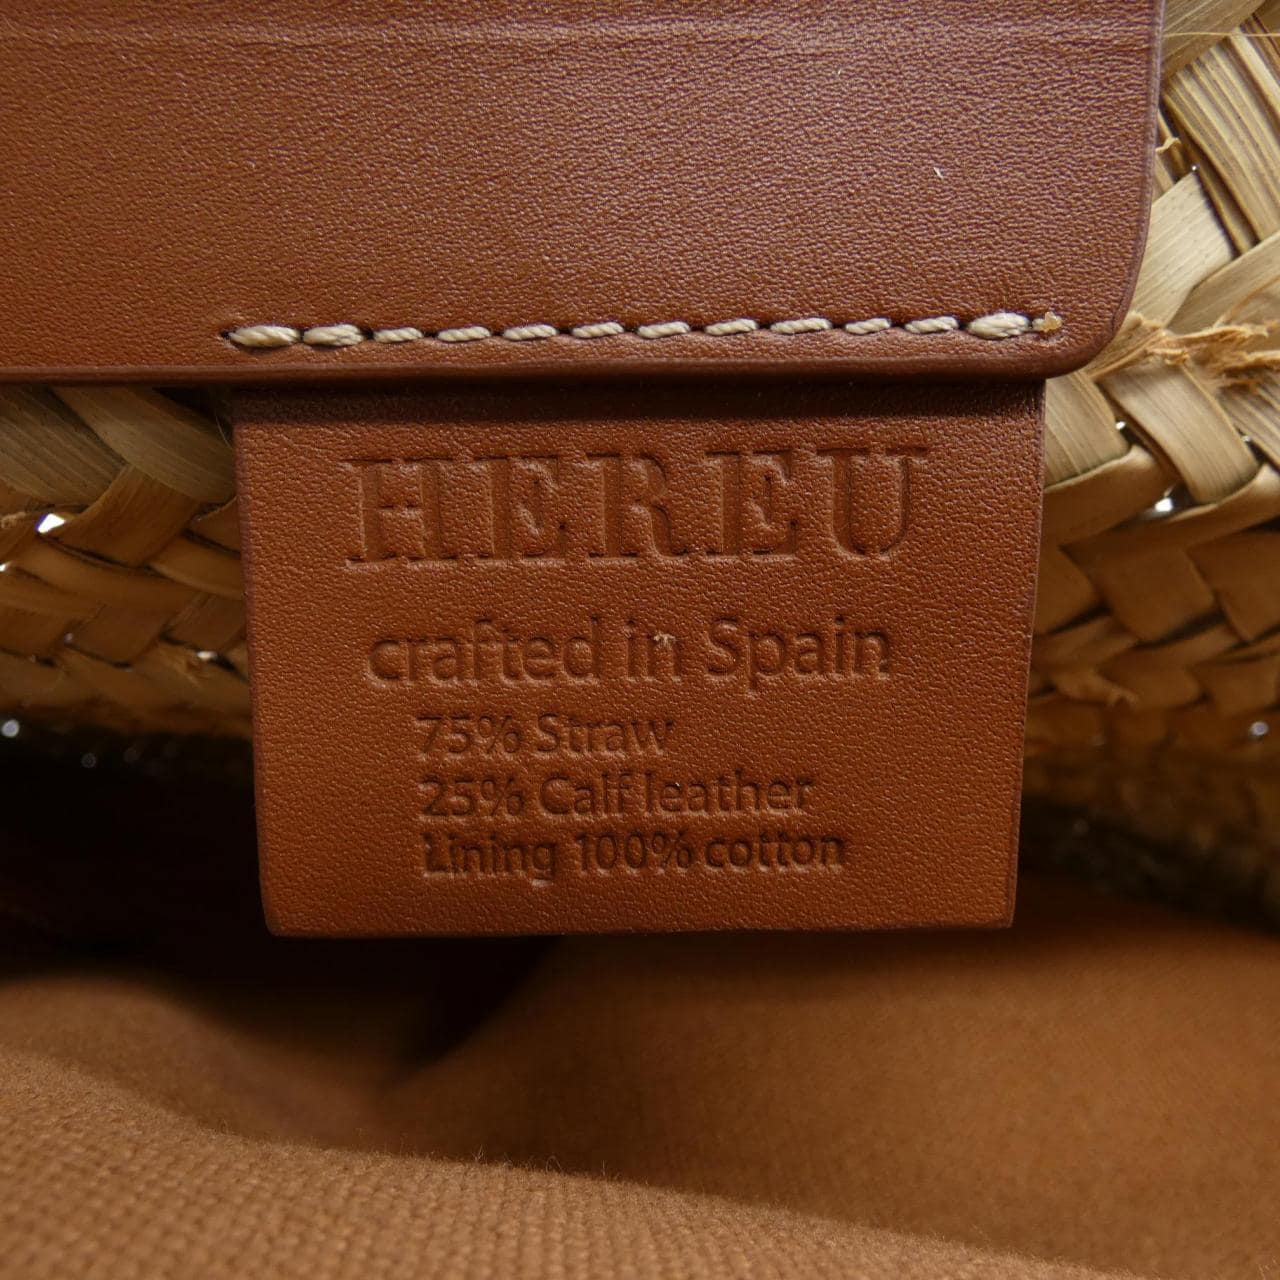 HEREU
crafted in Spain
75% Straw
25% Calf leather
Lining 100% cotton